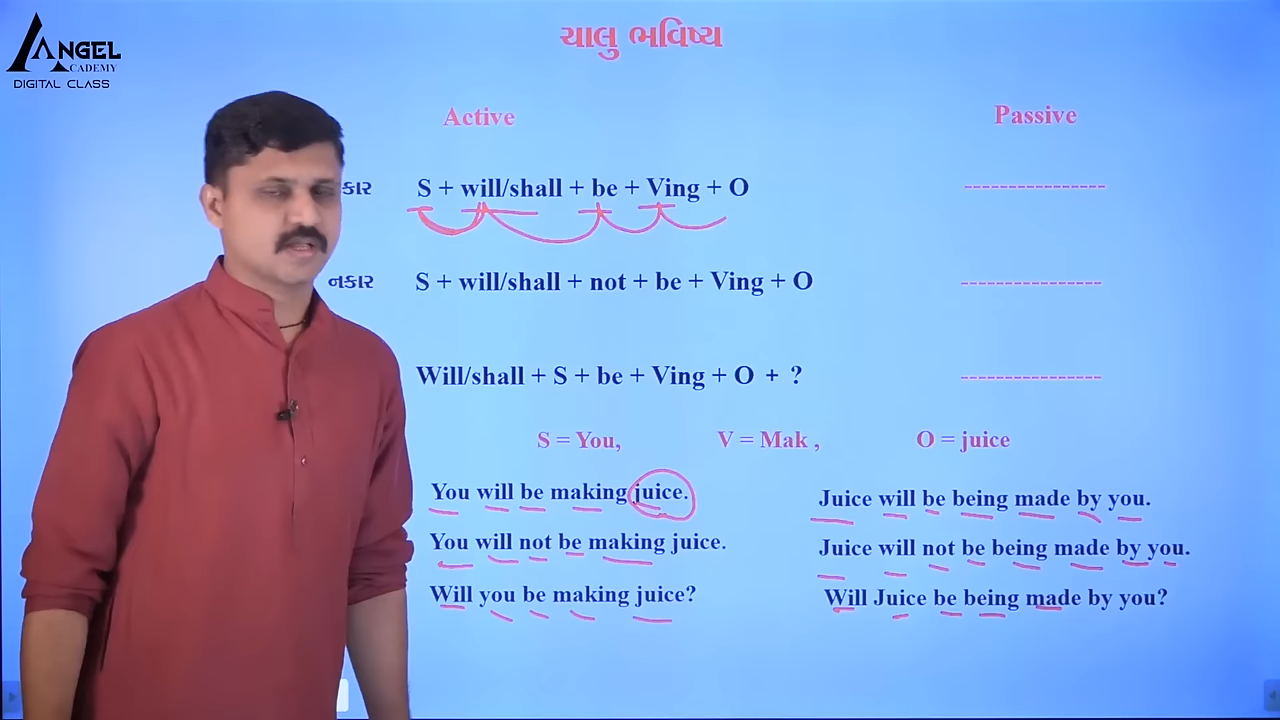 ANGEL
ACADEMY
DIGITAL CLASS
ચાલુ ભવિષ્ય
Active Passive
કાર S + will/shall + be + Ving + O ----------------
નકાર S + will/shall + not + be + Ving + O ----------------
Will/shall + S + be + Ving + O + ? ----------------
S = You, V = Mak , O = juice
You will be making juice. Juice will be being made by you.
You will not be making juice. Juice will not be being made by you.
Will you be making juice? Will Juice be being made by you?